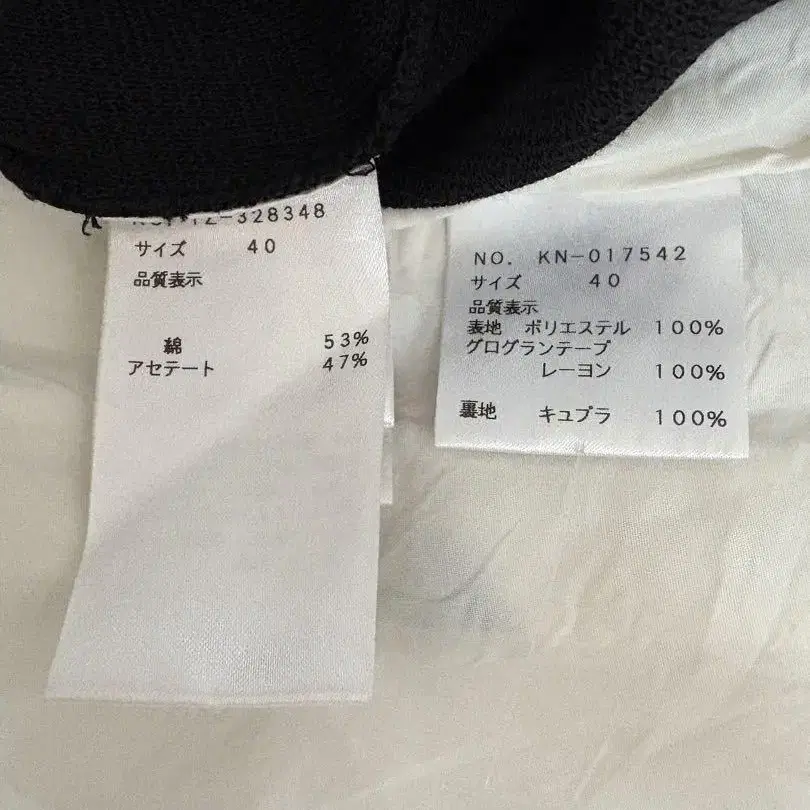 -328348
サイズ 40
品質表示
綿 53%
アセテート 47%
NO. KN-017542
サイズ 40
品質表示
表地 ポリエステル 100%
グログランテープ
レーヨン 100%
裏地 キュプラ 100%